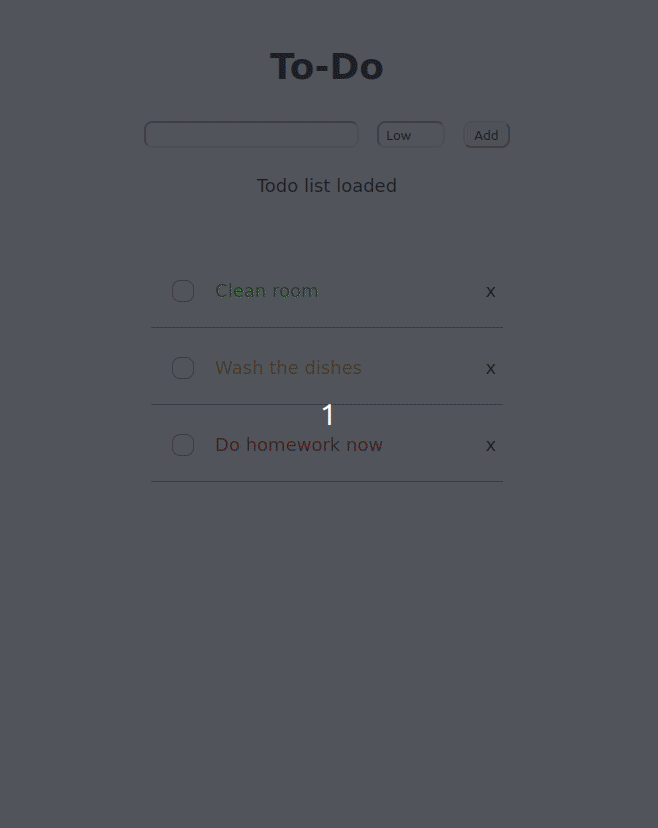 To-Do
Low Add
Todo list loaded
Clean room x
Wash the dishes x
1
Do homework now x